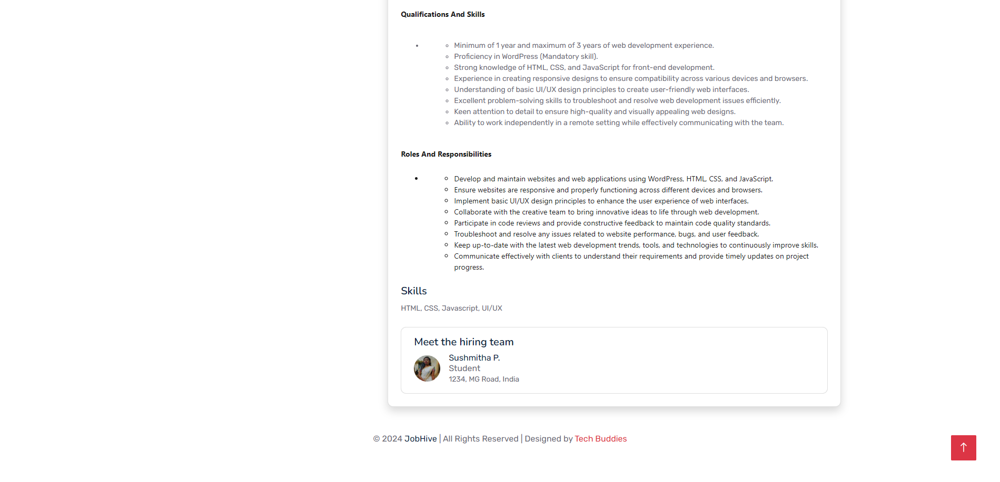 Qualifications And Skills
Minimum of 1 year and maximum of 3 years of web development experience.
Proficiency in WordPress (Mandatory skill).
Strong knowledge of HTML, CSS, and JavaScript for front-end development.
Experience in creating responsive designs to ensure compatibility across various devices and browsers.
Understanding of basic UI/UX design principles to create user-friendly web interfaces.
Excellent problem-solving skills to troubleshoot and resolve web development issues efficiently.
Keen attention to detail to ensure high-quality and visually appealing web designs.
Ability to work independently in a remote setting while effectively communicating with the team.
Roles And Responsibilities
Develop and maintain websites and web applications using WordPress, HTML, CSS, and JavaScript.
Ensure websites are responsive and properly functioning across different devices and browsers.
Implement basic UI/UX design principles to enhance the user experience of web interfaces.
Collaborate with the creative team to bring innovative ideas to life through web development.
Participate in code reviews and provide constructive feedback to maintain code quality standards.
Troubleshoot and resolve any issues related to website performance, bugs, and user feedback.
Keep up-to-date with the latest web development trends, tools, and technologies to continuously improve skills.
Communicate effectively with clients to understand their requirements and provide timely updates on project
progress.
Skills
HTML, CSS, Javascript, UI/UX
Meet the hiring team
Sushmitha P.
Student
1234, MG Road, India
© 2024 JobHive | All Rights Reserved | Designed by Tech Buddies